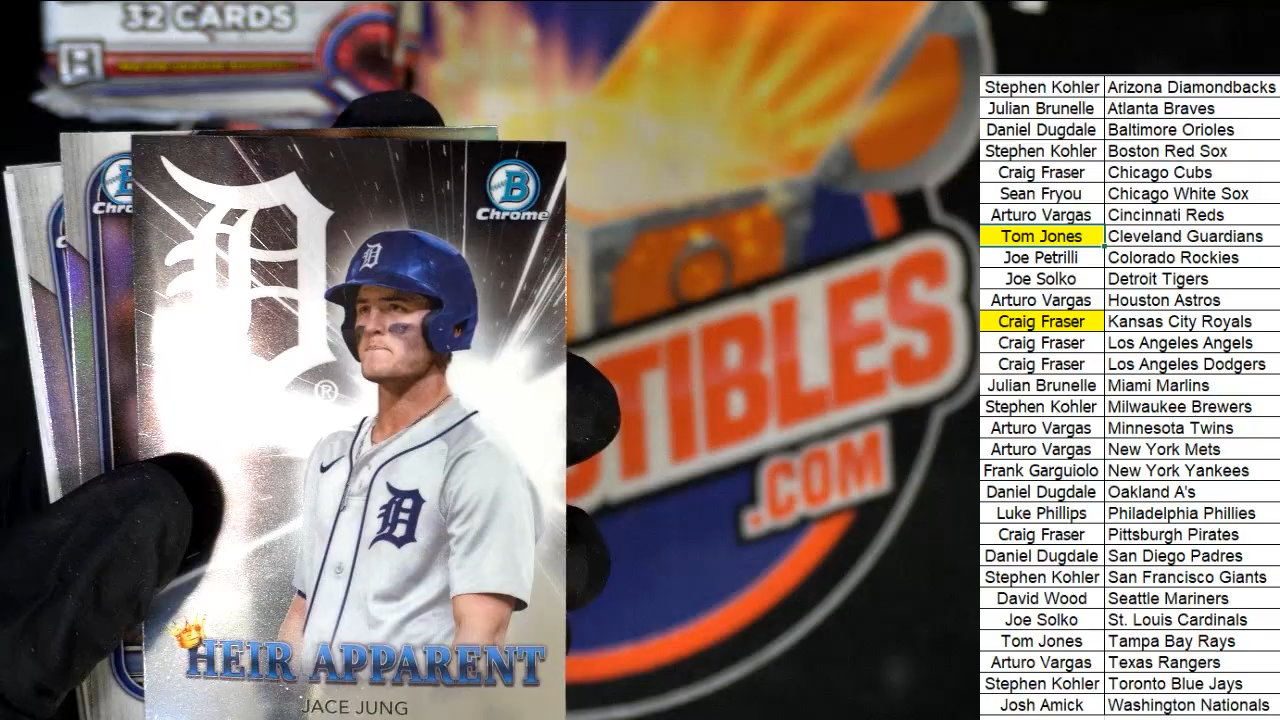 32 CARDS
B
Chrome
D
®
D
D
HEIR APPARENT
JACE JUNG
TIBLES
.COM
Stephen Kohler Arizona Diamondbacks
Julian Brunelle Atlanta Braves
Daniel Dugdale Baltimore Orioles
Stephen Kohler Boston Red Sox
Craig Fraser Chicago Cubs
Sean Fryou Chicago White Sox
Arturo Vargas Cincinnati Reds
Tom Jones Cleveland Guardians
Joe Petrilli Colorado Rockies
Joe Solko Detroit Tigers
Arturo Vargas Houston Astros
Craig Fraser Kansas City Royals
Craig Fraser Los Angeles Angels
Craig Fraser Los Angeles Dodgers
Julian Brunelle Miami Marlins
Stephen Kohler Milwaukee Brewers
Arturo Vargas Minnesota Twins
Arturo Vargas New York Mets
Frank Garguiolo New York Yankees
Daniel Dugdale Oakland A's
Luke Phillips Philadelphia Phillies
Craig Fraser Pittsburgh Pirates
Daniel Dugdale San Diego Padres
Stephen Kohler San Francisco Giants
David Wood Seattle Mariners
Joe Solko St. Louis Cardinals
Tom Jones Tampa Bay Rays
Arturo Vargas Texas Rangers
Stephen Kohler Toronto Blue Jays
Josh Amick Washington Nationals